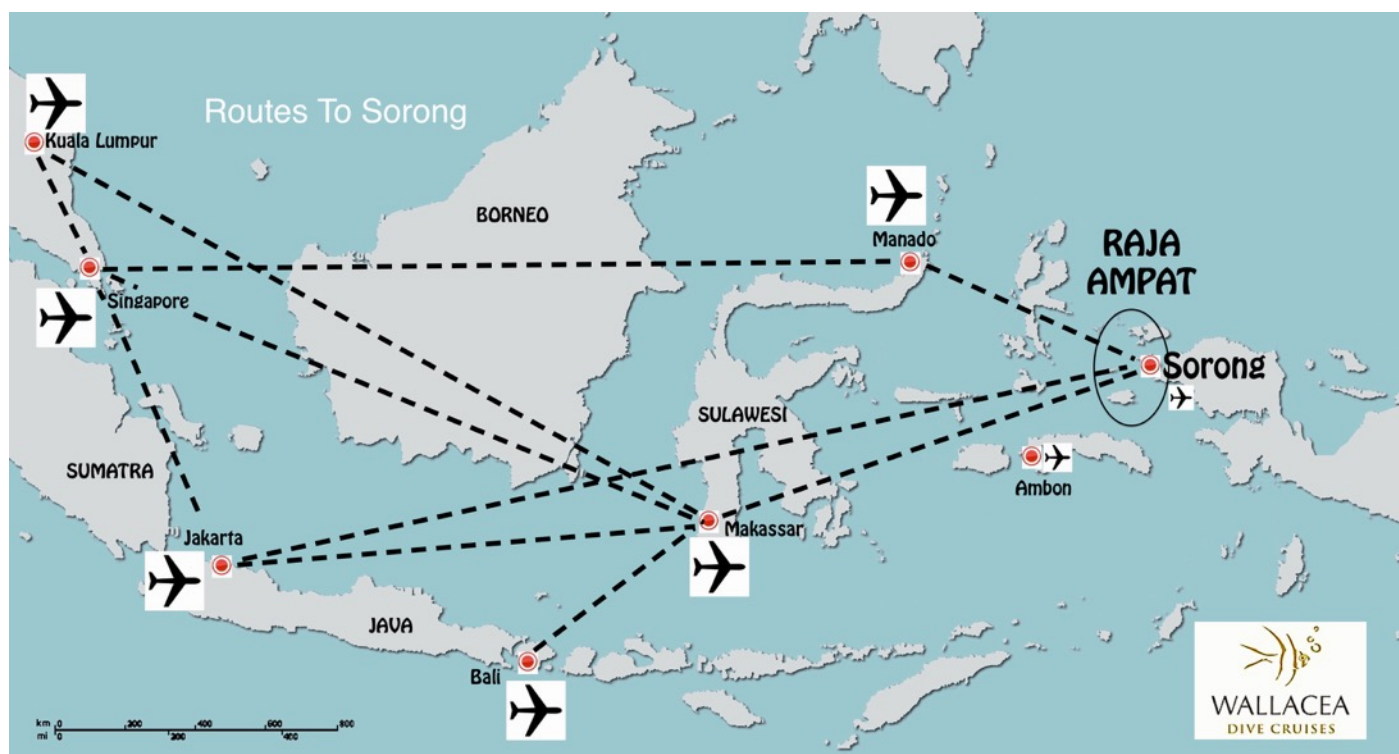 Routes To Sorong
Kuala Lumpur
BORNEO
Manado
RAJA
AMPAT
Singapore
Sorong
SULAWESI
SUMATRA
Ambon
Jakarta
Makassar
JAVA
Bali
km 0 200 400 600 800
mi 0 200 400
WALLACEA
DIVE CRUISES